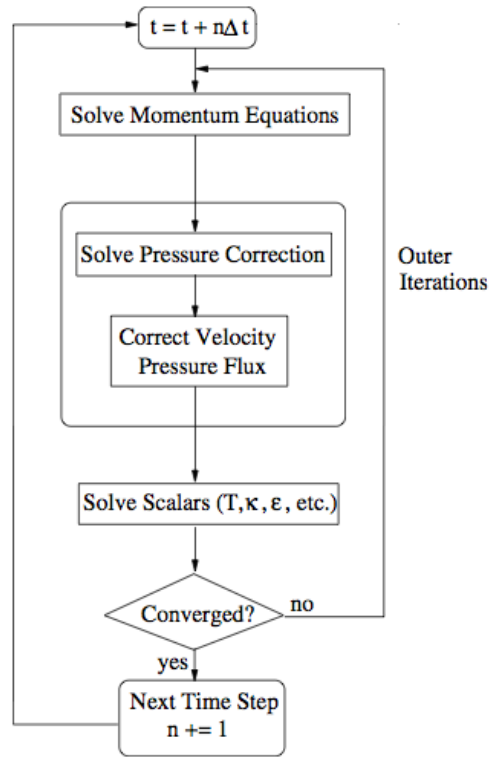 t = t + nΔt
Solve Momentum Equations
Solve Pressure Correction
Outer
Iterations
Correct Velocity
Pressure Flux
Solve Scalars (T,κ,ε, etc.)
Converged?
no
yes
Next Time Step
n += 1